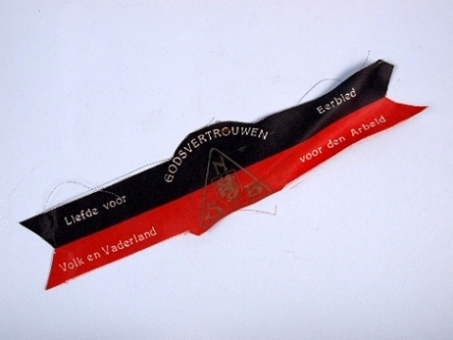 GODSVERTROUWEN
Liefde voor
Volk en Vaderland
Eerbied
voor den Arbeid
N
S B